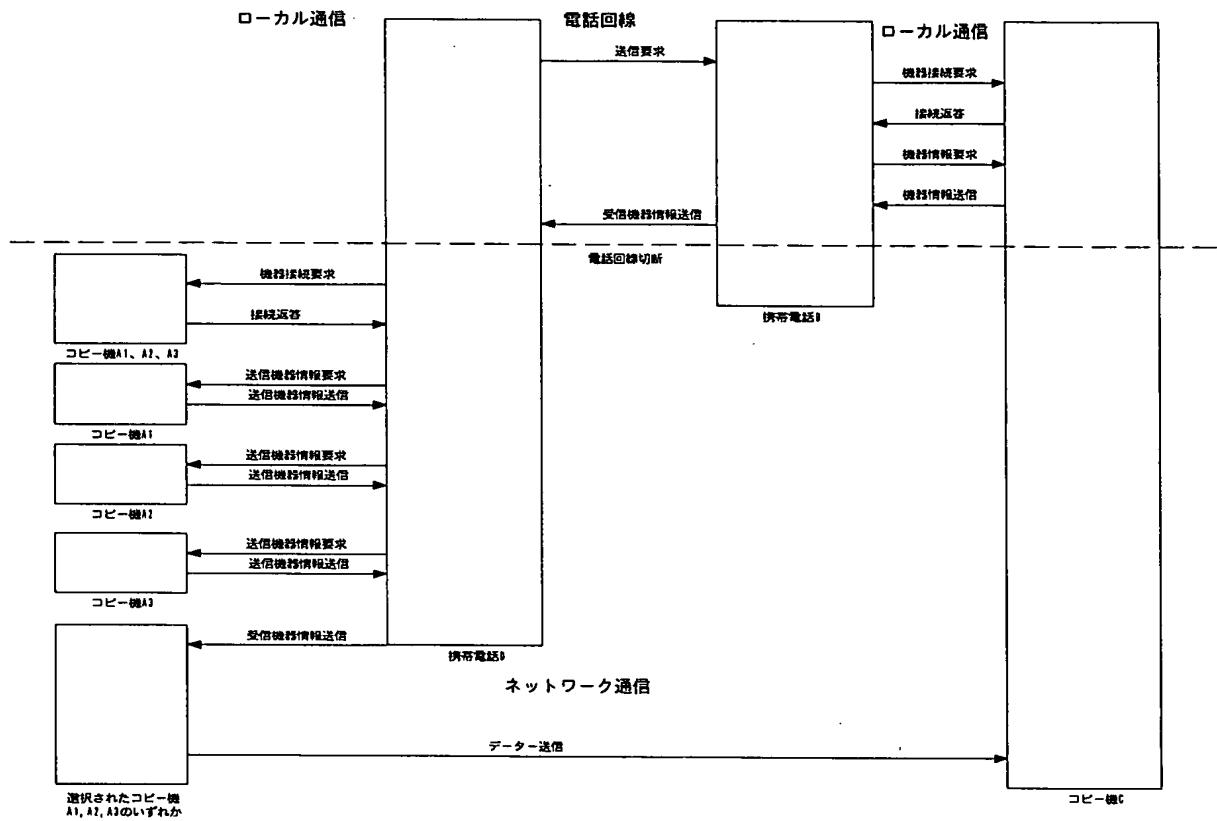 ローカル通信
電話回線
ローカル通信
送信要求
機器接続要求
接続返答
機器情報要求
機器情報送信
受信機器情報送信
電話回線切断
機器接続要求
接続返答
携帯電話D
コピー機A1、A2、A3
送信機器情報要求
送信機器情報送信
コピー機A1
送信機器情報要求
送信機器情報送信
コピー機A2
送信機器情報要求
送信機器情報送信
コピー機A3
受信機器情報送信
ネットワーク通信
データー送信
選択されたコピー機
A1,A2,A3のいずれか
コピー機C